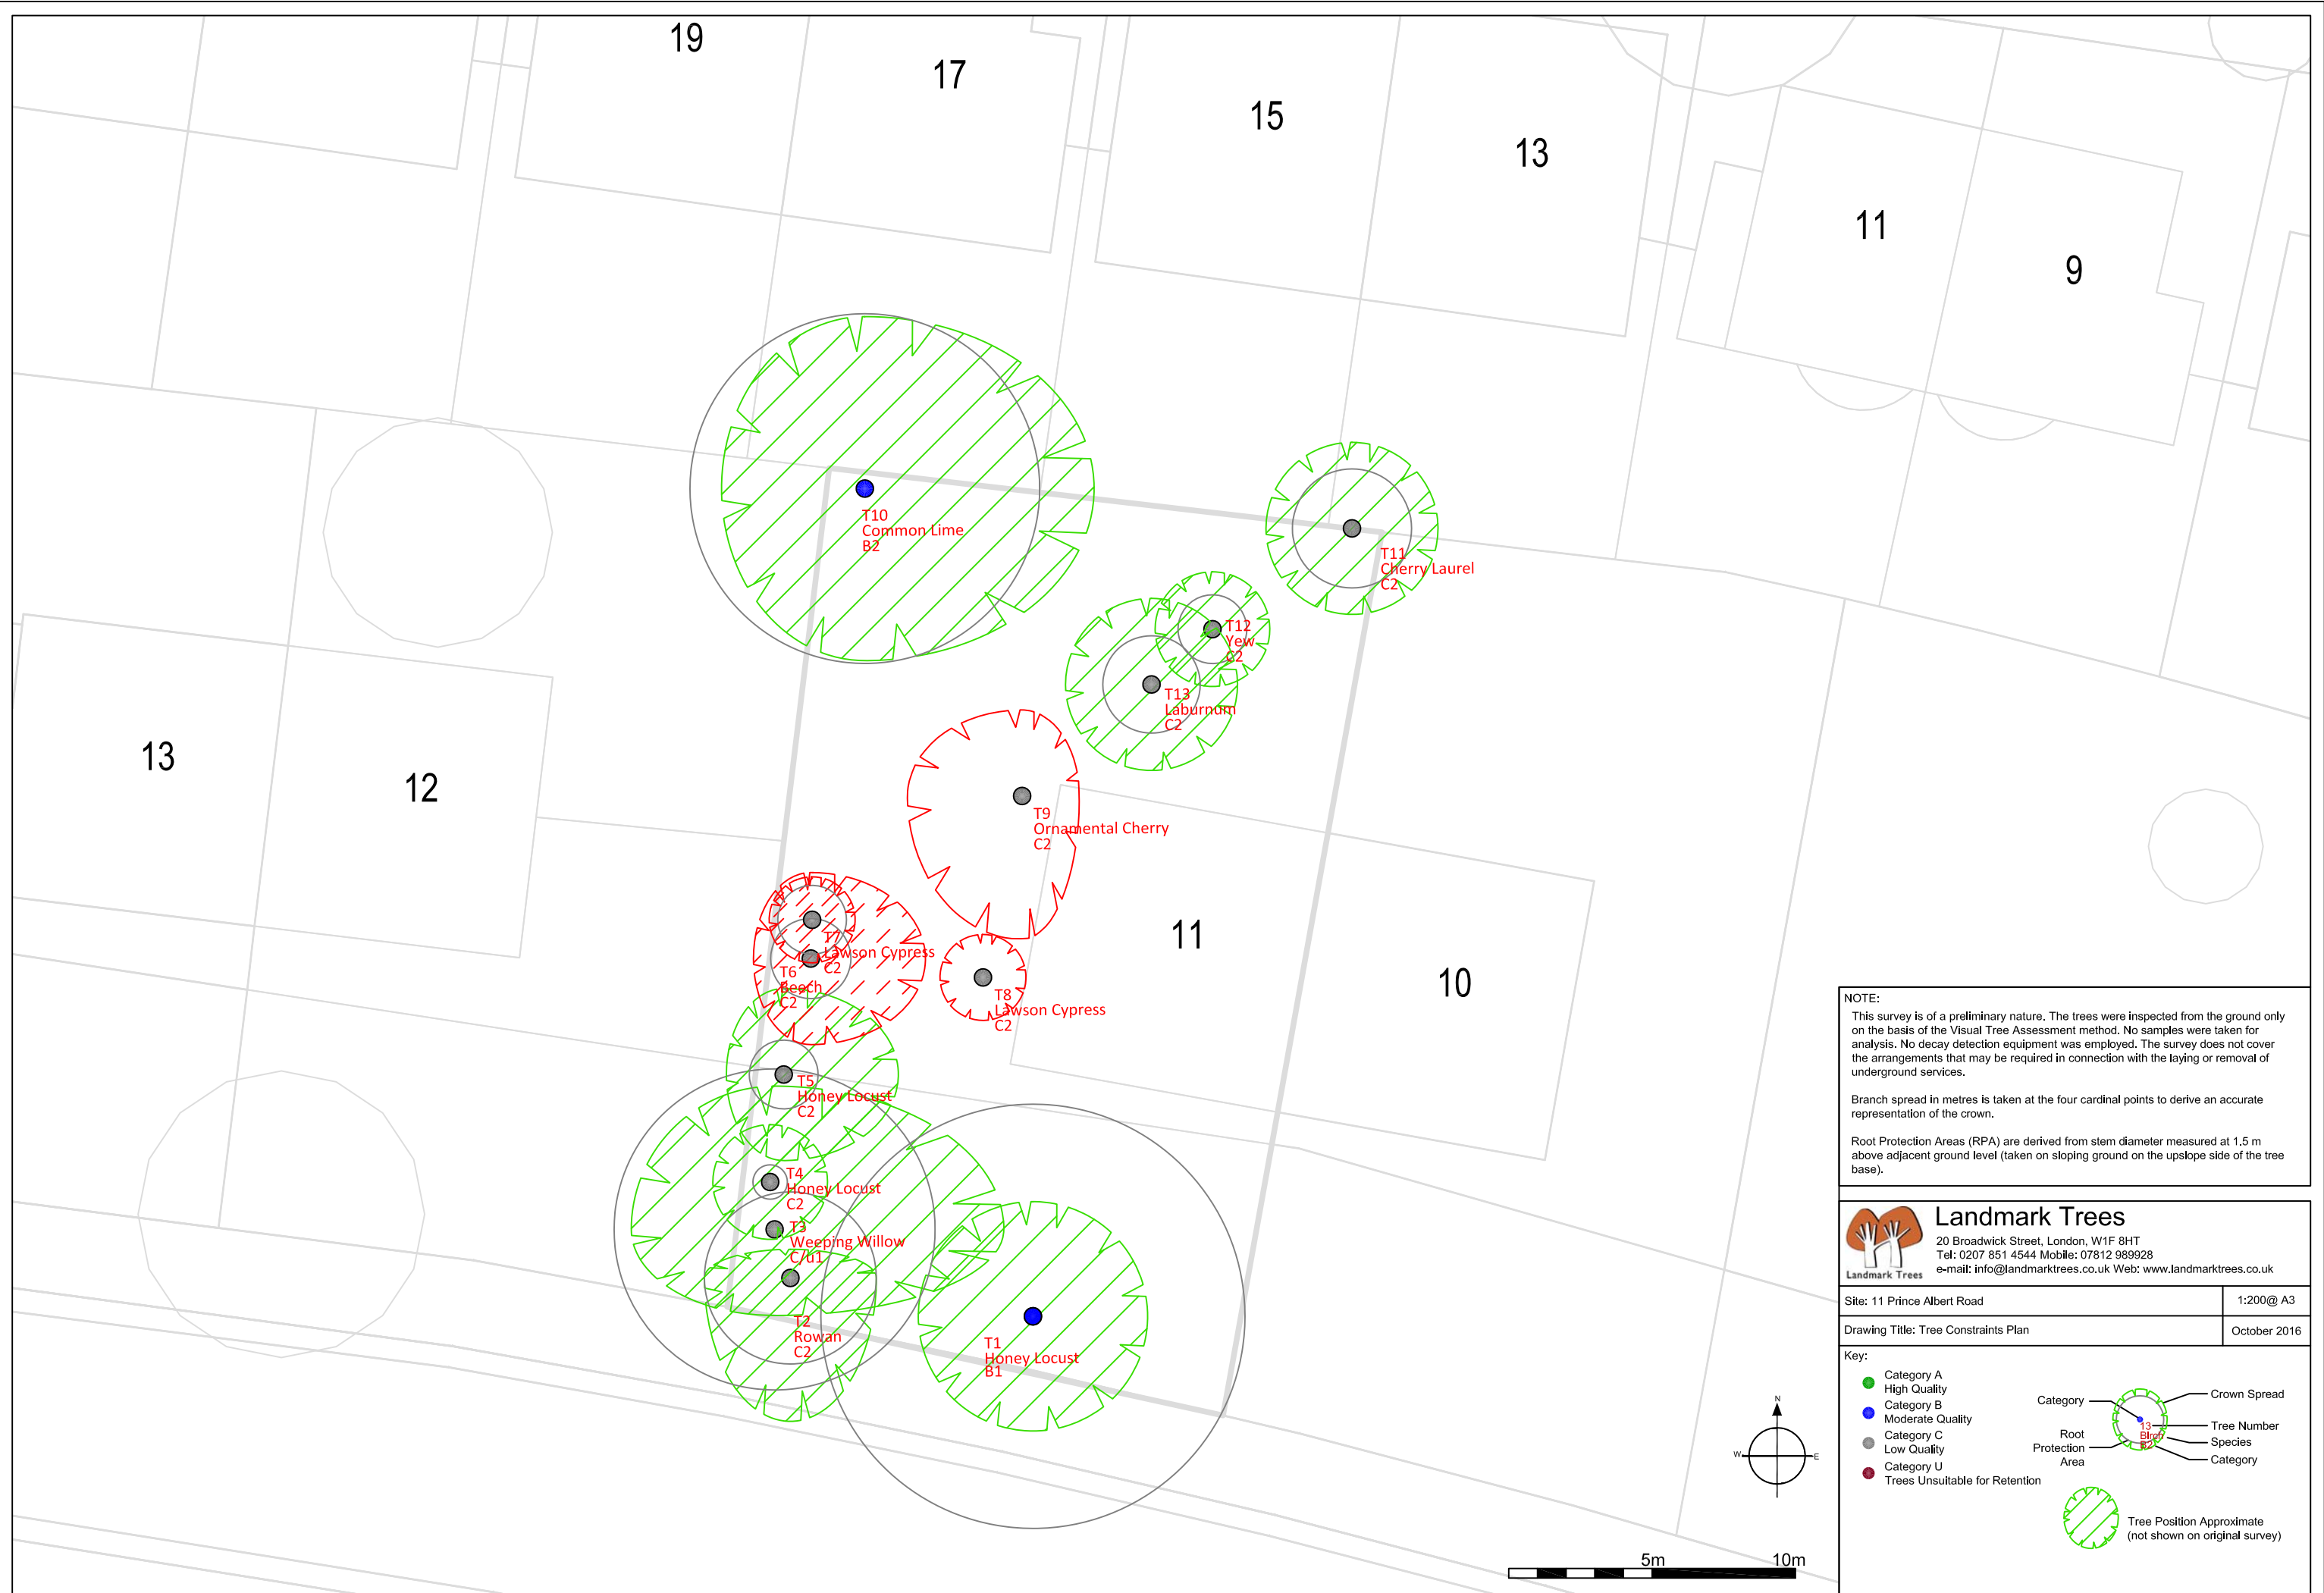 19
17
15
13
11
9
T10
Common Lime
B2
T11
Cherry Laurel
C2
T12
Yew
C2
T13
Laburnum
C2
13
12
T9
Ornamental Cherry
C2
11
10
T7
Lawson Cypress
C2
T6
Beech
C2
T8
Lawson Cypress
C2
T5
Honey Locust
C2
T4
Honey Locust
C2
T3
Weeping Willow
C/u1
T2
Rowan
C2
T1
Honey Locust
B1
NOTE:
This survey is of a preliminary nature. The trees were inspected from the ground only
on the basis of the Visual Tree Assessment method. No samples were taken for
analysis. No decay detection equipment was employed. The survey does not cover
the arrangements that may be required in connection with the laying or removal of
underground services.
Branch spread in metres is taken at the four cardinal points to derive an accurate
representation of the crown.
Root Protection Areas (RPA) are derived from stem diameter measured at 1.5 m
above adjacent ground level (taken on sloping ground on the upslope side of the tree
base).
Landmark Trees
Landmark Trees
20 Broadwick Street, London, W1F 8HT
Tel: 0207 851 4544 Mobile: 07812 989928
e-mail: info@landmarktrees.co.uk Web: www.landmarktrees.co.uk
Site: 11 Prince Albert Road
1:200@ A3
Drawing Title: Tree Constraints Plan
October 2016
Key:
Category A
High Quality
Category B
Moderate Quality
Category C
Low Quality
Category U
Trees Unsuitable for Retention
Category
Root
Protection
Area
13
Birch
B2
Crown Spread
Tree Number
Species
Category
Tree Position Approximate
(not shown on original survey)
N
W
E
5m
10m